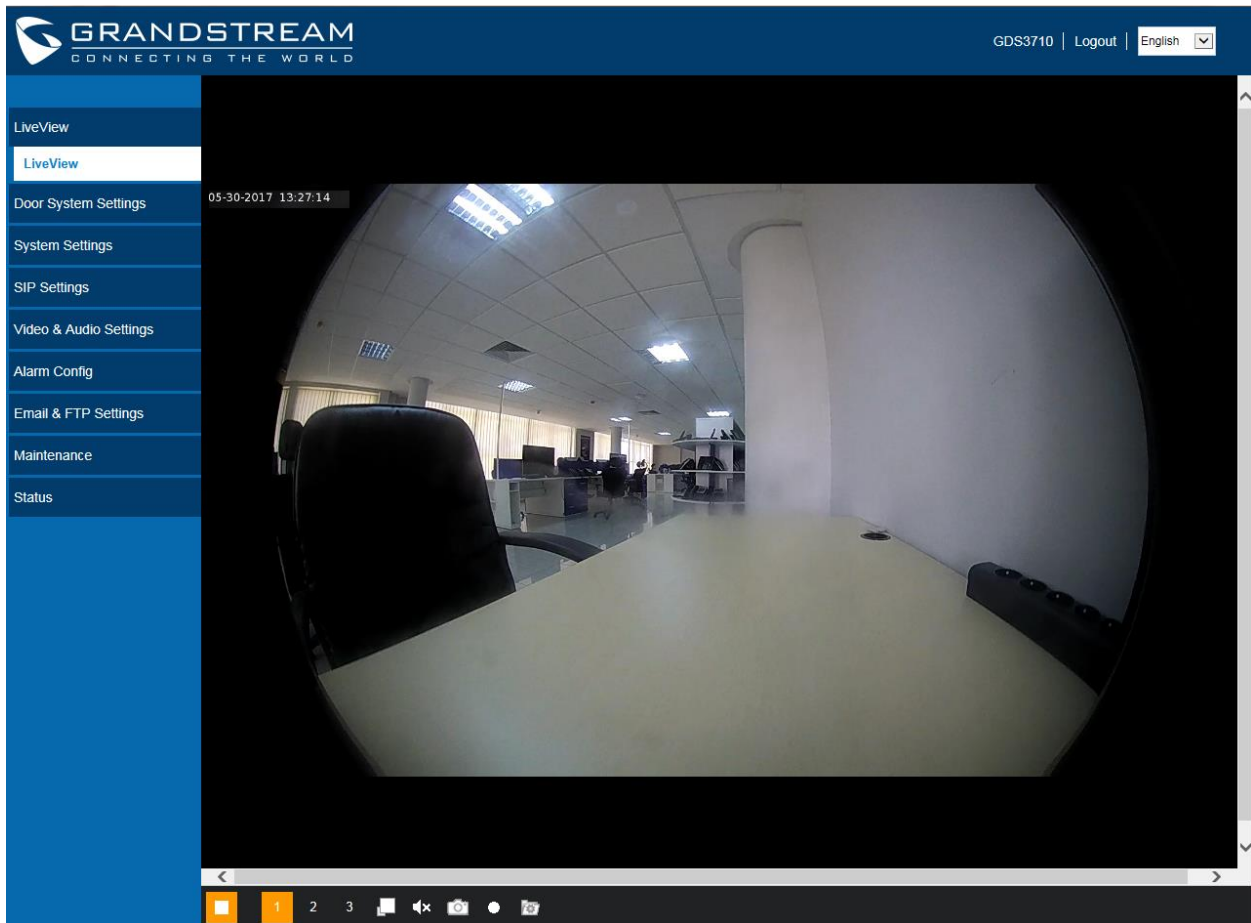 GRANDSTREAM
CONNECTING THE WORLD
GDS3710 | Logout | English
LiveView
LiveView
Door System Settings
System Settings
SIP Settings
Video & Audio Settings
Alarm Config
Email & FTP Settings
Maintenance
Status
05-30-2017 13:27:14
1 2 3